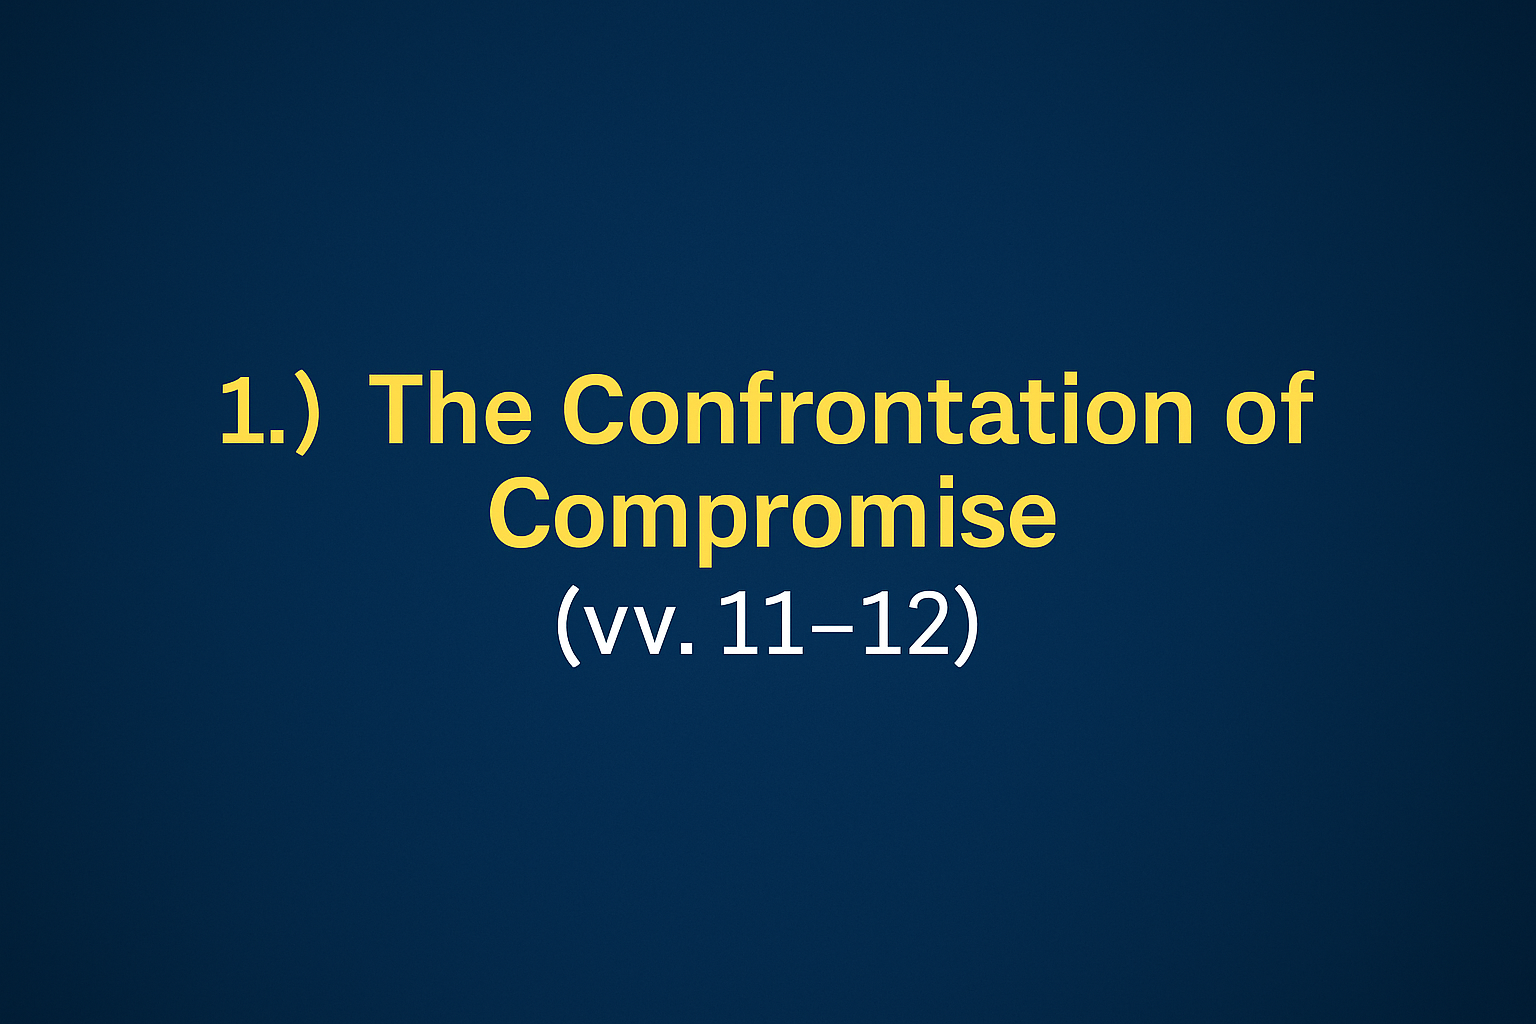 1.) The Confrontation of
Compromise
(vv. 11–12)